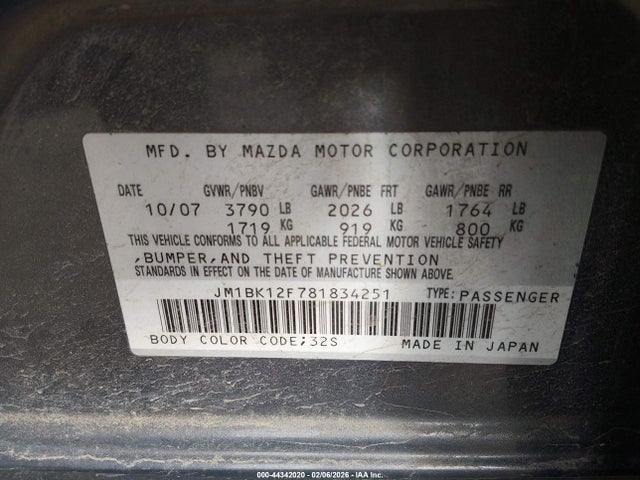 MFD. BY MAZDA MOTOR CORPORATION
DATE GVWR/PNBV GAWR/PNBE FRT GAWR/PNBE RR
10/07 3790 LB 2026 LB 1764 LB
1719 KG 919 KG 800 KG
THIS VEHICLE CONFORMS TO ALL APPLICABLE FEDERAL MOTOR VEHICLE SAFETY
,BUMPER,AND THEFT PREVENTION
STANDARDS IN EFFECT ON THE DATE OF MANUFACTURE SHOWN ABOVE.
JM1BK12F781834251 TYPE:PASSENGER
BODY COLOR CODE;32S MADE IN JAPAN
000-44342020 - 02/06/2026 - IAA Inc.